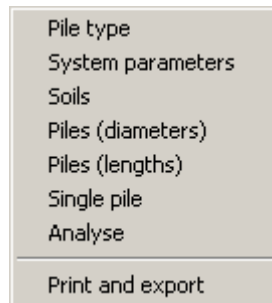 Pile type
System parameters
Soils
Piles (diameters)
Piles (lengths)
Single pile
Analyse
Print and export